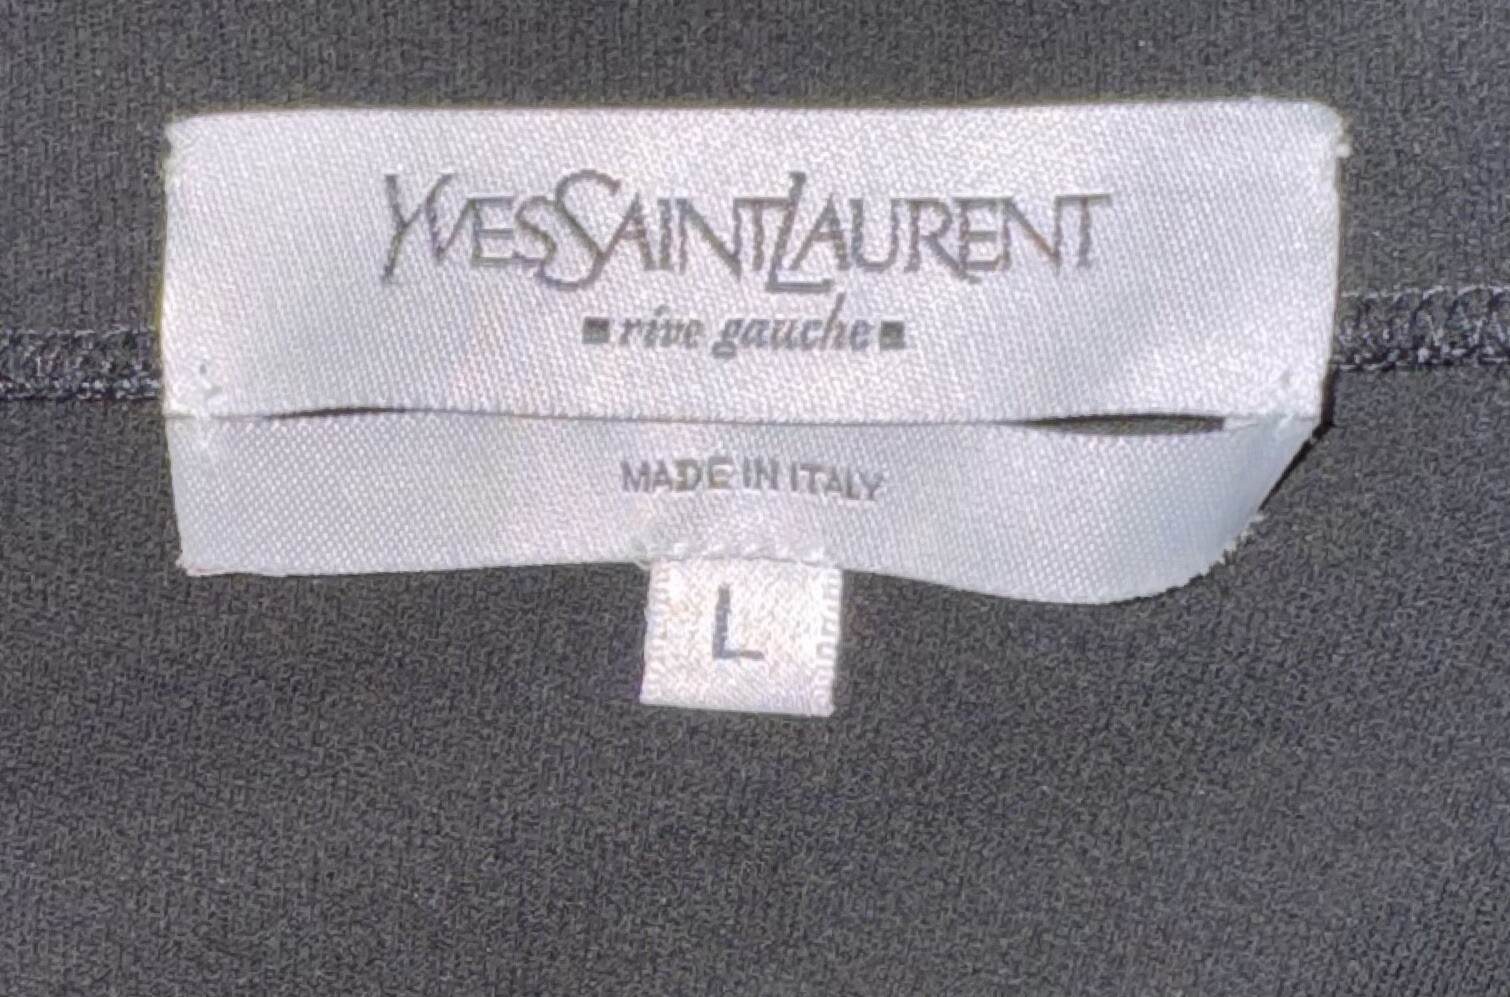 YVESSAINTLAURENT
rive gauche
MADE IN ITALY
L